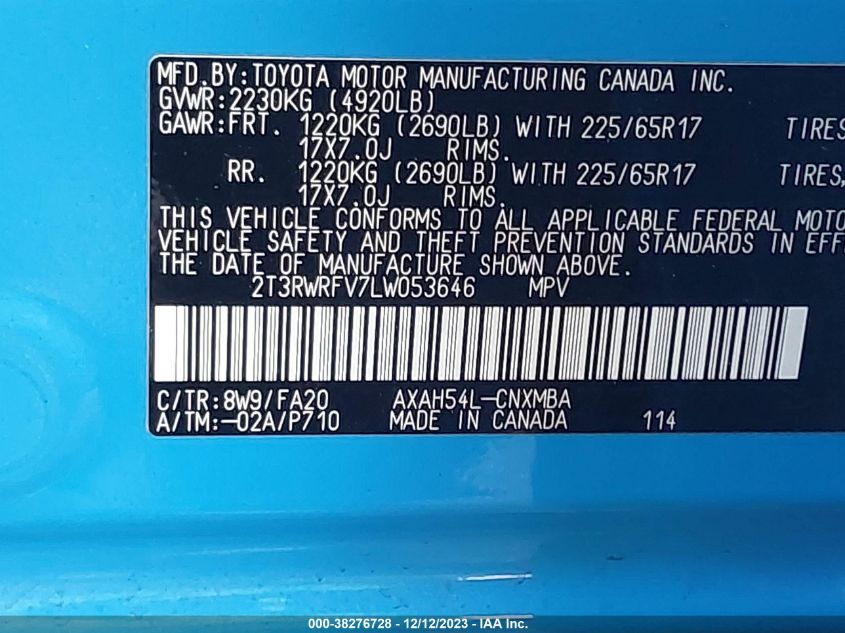 MFD.BY:TOYOTA MOTOR MANUFACTURING CANADA INC.
GVWR:2230KG (4920LB)
GAWR:FRT. 1220KG (2690LB) WITH 225/65R17 TIRES
17X7.0J RIMS.
RR. 1220KG (2690LB) WITH 225/65R17 TIRES,
17X7.0J RIMS.
THIS VEHICLE CONFORMS TO ALL APPLICABLE FEDERAL MOTO
VEHICLE SAFETY AND THEFT PREVENTION STANDARDS IN EFF
THE DATE OF MANUFACTURE SHOWN ABOVE.
2T3RWRFV7LW053646 MPV
C/TR:8W9/FA20 AXAH54L-CNXMBA
A/TM:-02A/P710 MADE IN CANADA 114
000-38276728 - 12/12/2023 - IAA Inc.